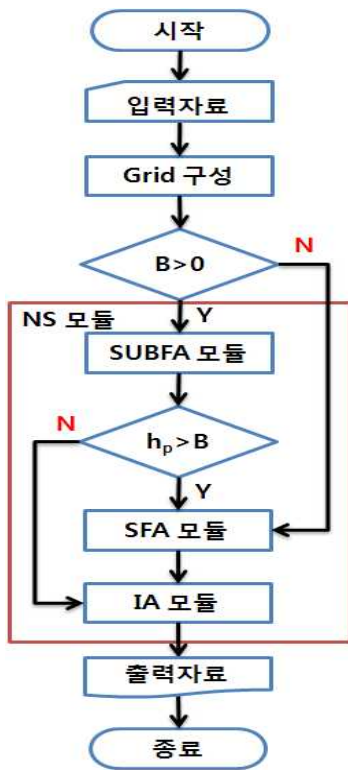 시작
입력자료
Grid 구성
B>0
N
NS 모듈
Y
SUBFA 모듈
N
hp>B
Y
SFA 모듈
IA 모듈
출력자료
종료